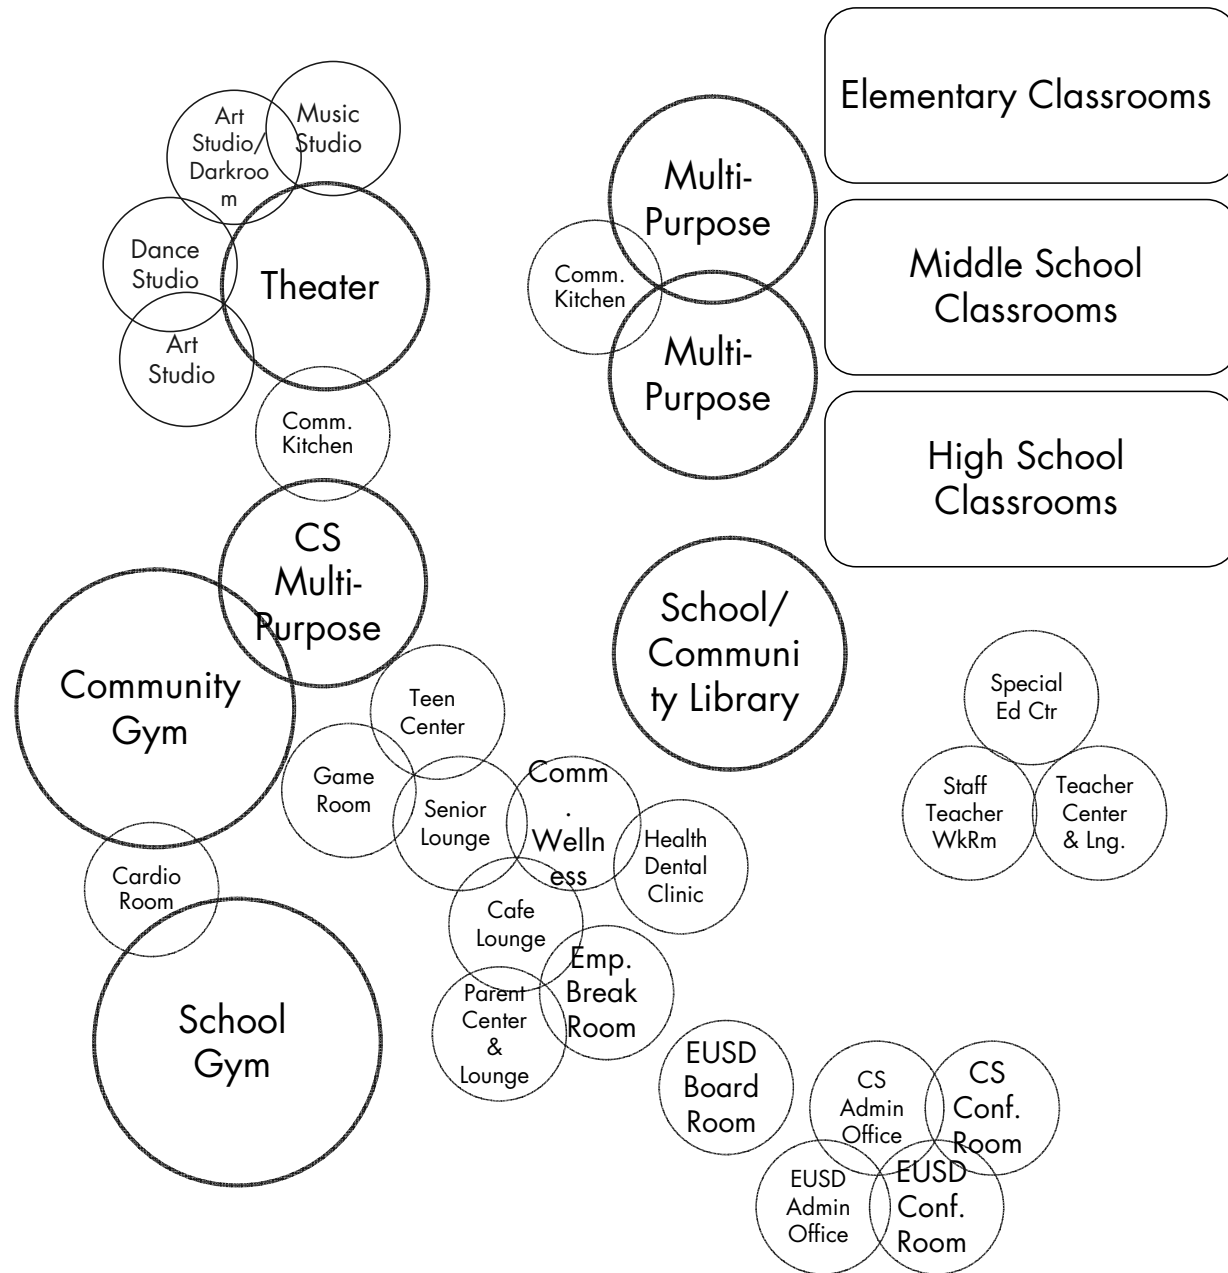 Elementary Classrooms
Art
Studio/
Darkroo
m
Music
Studio
Multi-
Purpose
Middle School
Classrooms
Dance
Studio
Theater
Comm.
Kitchen
Art
Studio
Multi-
Purpose
Comm.
Kitchen
High School
Classrooms
CS
Multi-
Purpose
School/
Communi
ty Library
Community
Gym
Teen
Center
Special
Ed Ctr
Game
Room
Senior
Lounge
Comm
.
Welln
ess
Health
Dental
Clinic
Staff
Teacher
WkRm
Teacher
Center
& Lng.
Cardio
Room
Cafe
Lounge
Emp.
Break
Room
Parent
Center
&
Lounge
School
Gym
EUSD
Board
Room
CS
Admin
Office
CS
Conf.
Room
EUSD
Admin
Office
EUSD
Conf.
Room